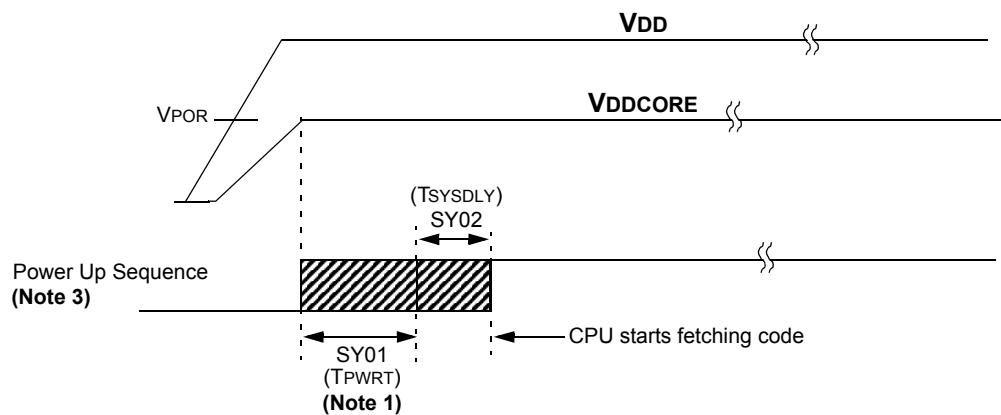 VDD
VPOR
VDDCORE
(TSYSDLY)
SY02
Power Up Sequence
(Note 3)
CPU starts fetching code
SY01
(TPWRT)
(Note 1)